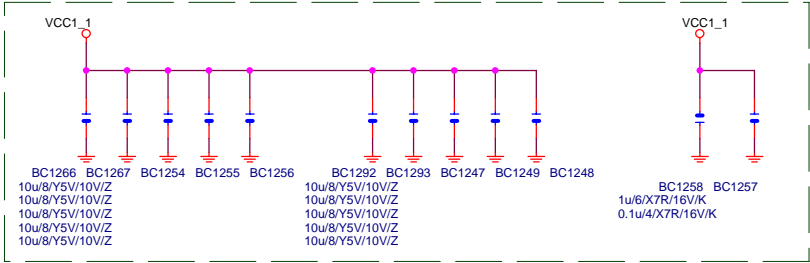 VCC1_1 VCC1_1
BC1266 BC1267 BC1254 BC1255 BC1256 BC1292 BC1293 BC1247 BC1249 BC1248 BC1258 BC1257
10u/8/Y5V/10V/Z 10u/8/Y5V/10V/Z 1u/6/X7R/16V/K
10u/8/Y5V/10V/Z 10u/8/Y5V/10V/Z 0.1u/4/X7R/16V/K
10u/8/Y5V/10V/Z 10u/8/Y5V/10V/Z
10u/8/Y5V/10V/Z 10u/8/Y5V/10V/Z
10u/8/Y5V/10V/Z 10u/8/Y5V/10V/Z